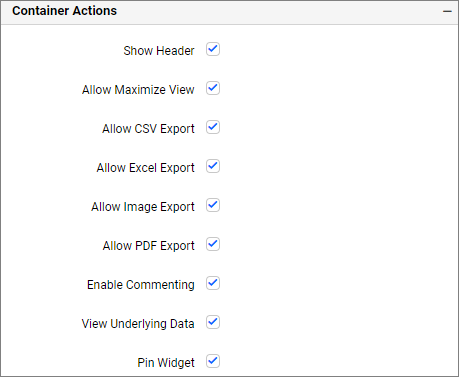 Container Actions
Show Header
Allow Maximize View
Allow CSV Export
Allow Excel Export
Allow Image Export
Allow PDF Export
Enable Commenting
View Underlying Data
Pin Widget